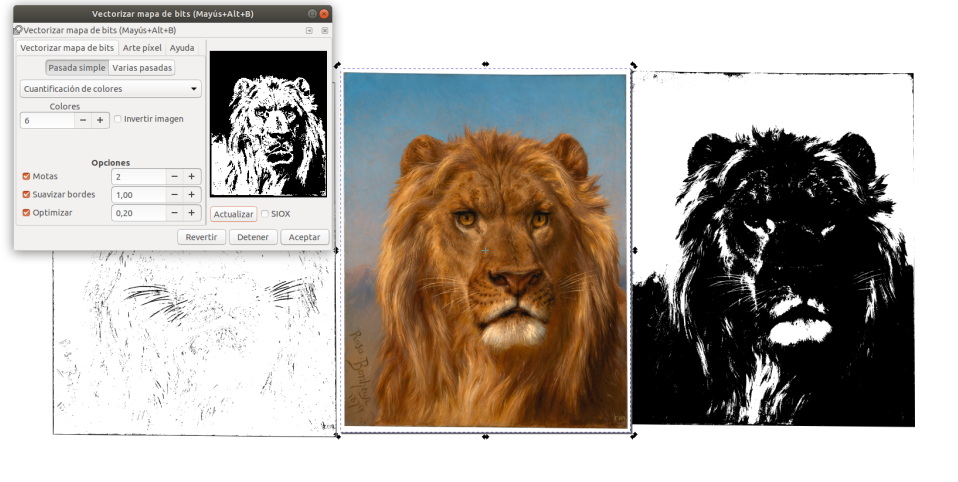 Vectorizar mapa de bits (Mayús+Alt+B)
Vectorizar mapa de bits (Mayús+Alt+B)
Vectorizar mapa de bits Arte píxel Ayuda
Pasada simple Varias pasadas
Cuantificación de colores
Colores
6 − + Invertir imagen
Opciones
Motas 2 − +
Suavizar bordes 1,00 − +
Optimizar 0,20 − +
Actualizar SIOX
Revertir Detener Aceptar
Rosa Bonheur